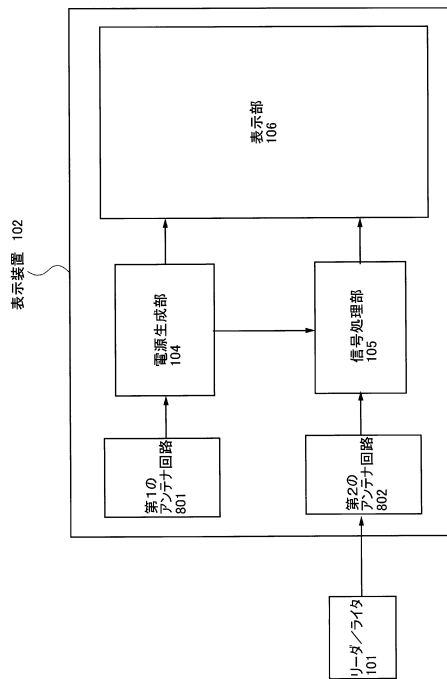 表示装置 102
表示部
106
電源生成部
104
信号処理部
105
第1の
アンテナ回路
801
第2の
アンテナ回路
802
リーダ/ライタ
101